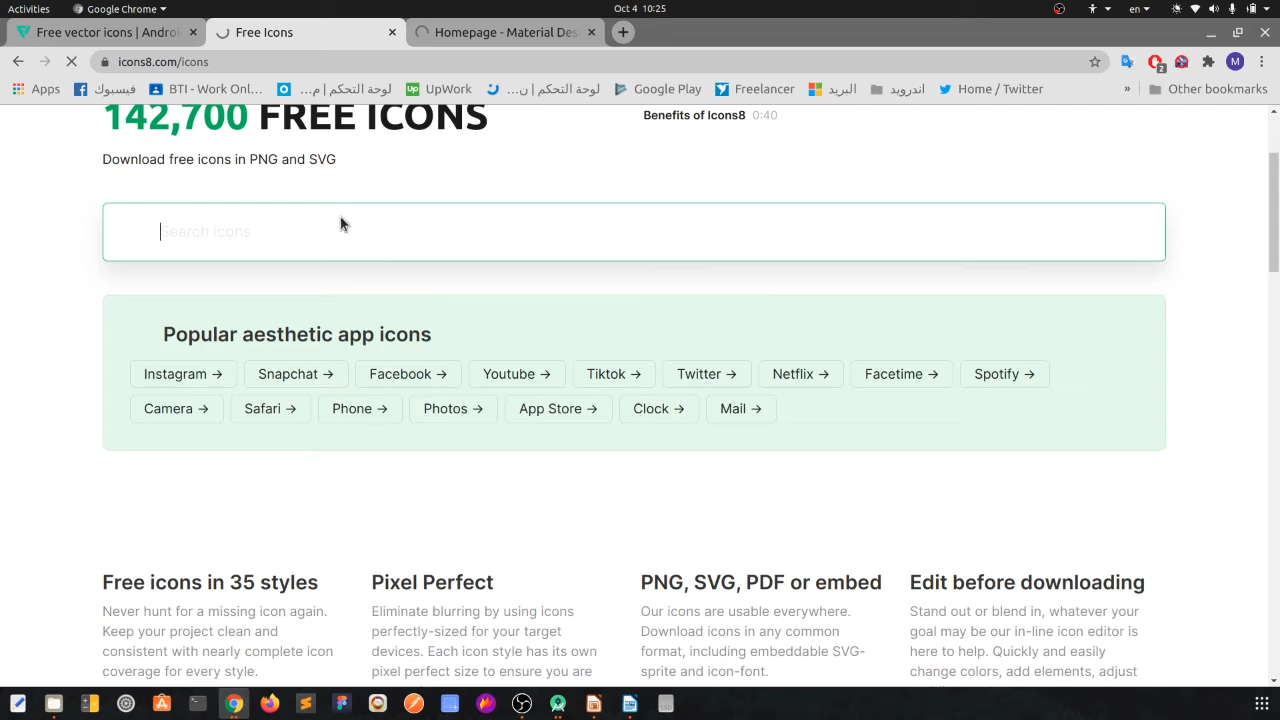 Activities
Google Chrome
Oct 4 10:25
en
Free vector icons | Androi
Free Icons
Homepage - Material Des
icons8.com/icons
2
M
Apps
فيسبوك
BTI - Work Onl...
لوحة التحكم | م...
UpWork
لوحة التحكم | ن...
Google Play
Freelancer
البريد
اندرويد
Home / Twitter
»
Other bookmarks
142,700 FREE ICONS
Benefits of Icons8 0:40
Download free icons in PNG and SVG
Search icons
Popular aesthetic app icons
Instagram →
Snapchat →
Facebook →
Youtube →
Tiktok →
Twitter →
Netflix →
Facetime →
Spotify →
Camera →
Safari →
Phone →
Photos →
App Store →
Clock →
Mail →
Free icons in 35 styles
Never hunt for a missing icon again.
Keep your project clean and
consistent with nearly complete icon
coverage for every style.
Pixel Perfect
Eliminate blurring by using icons
perfectly-sized for your target
devices. Each icon style has its own
pixel perfect size to ensure you are
PNG, SVG, PDF or embed
Our icons are usable everywhere.
Download icons in any common
format, including embeddable SVG-
sprite and icon-font.
Edit before downloading
Stand out or blend in, whatever your
goal may be our in-line icon editor is
here to help. Quickly and easily
change colors, add elements, adjust